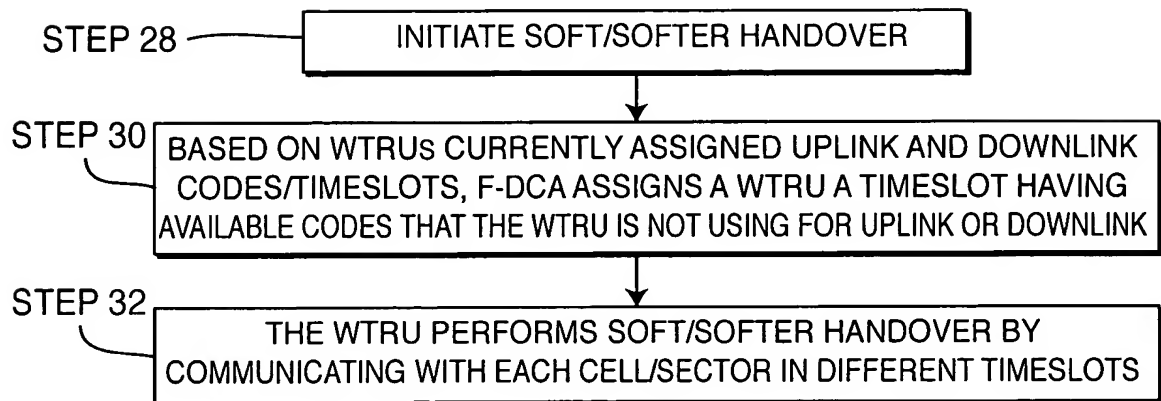 STEP 28
INITIATE SOFT/SOFTER HANDOVER
STEP 30
BASED ON WTRUs CURRENTLY ASSIGNED UPLINK AND DOWNLINK
CODES/TIMESLOTS, F-DCA ASSIGNS A WTRU A TIMESLOT HAVING
AVAILABLE CODES THAT THE WTRU IS NOT USING FOR UPLINK OR DOWNLINK
STEP 32
THE WTRU PERFORMS SOFT/SOFTER HANDOVER BY
COMMUNICATING WITH EACH CELL/SECTOR IN DIFFERENT TIMESLOTS